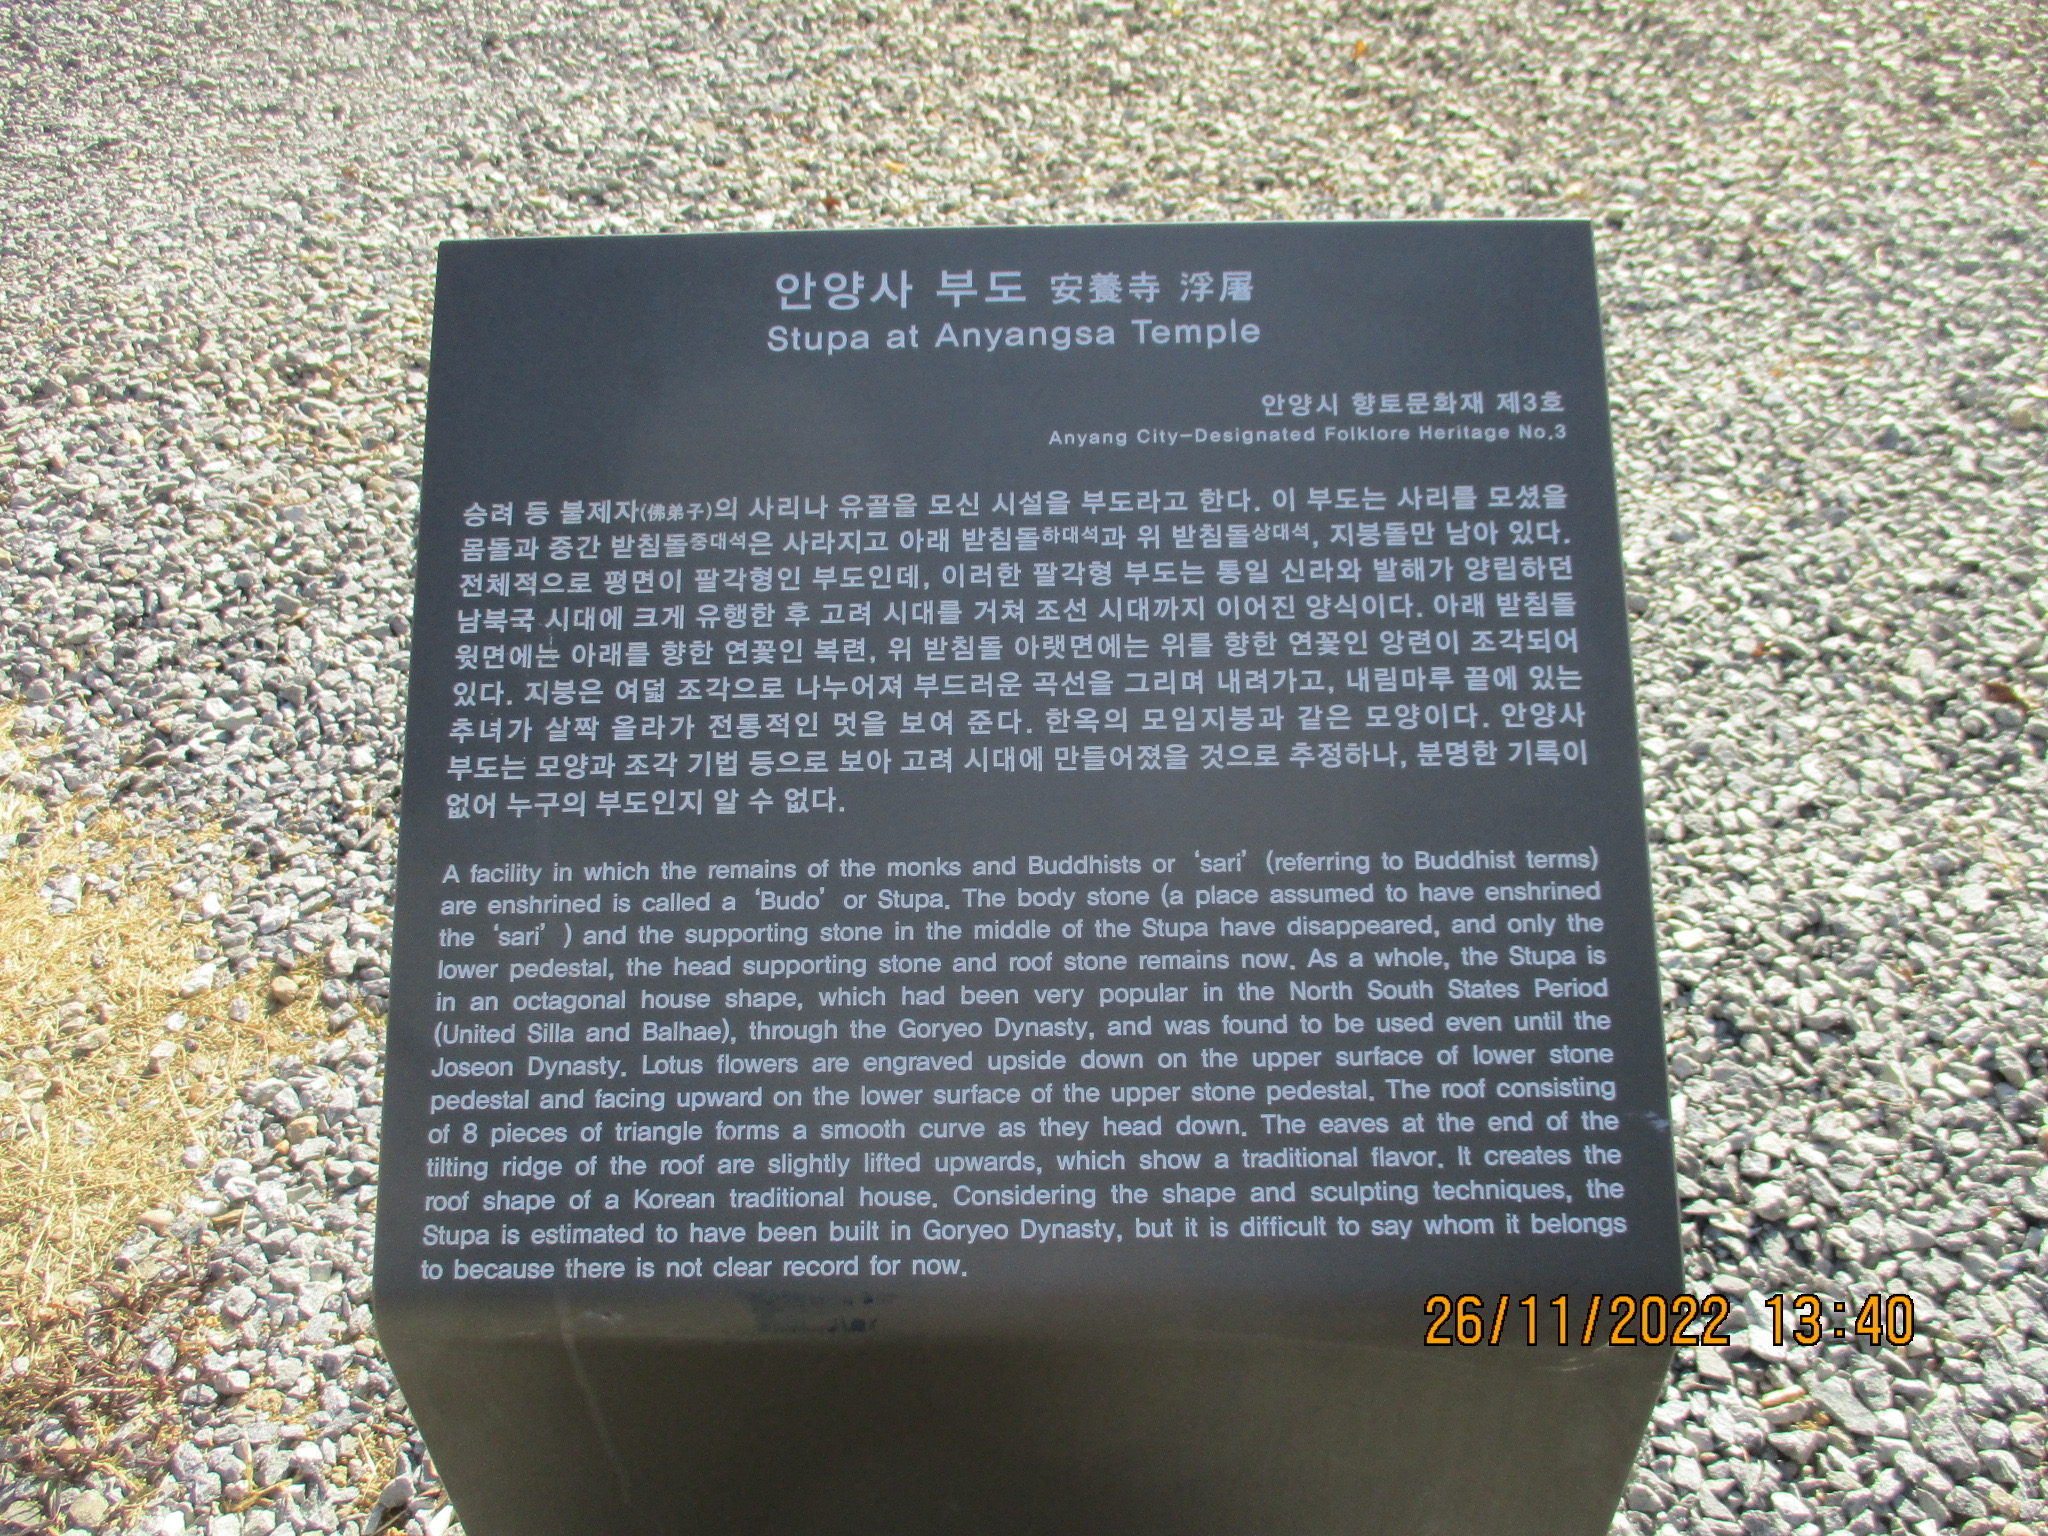 안양사 부도 安養寺 浮屠
Stupa at Anyangsa Temple
안양시 향토문화재 제3호
Anyang City-Designated Folklore Heritage No.3
승려 등 불제자(佛弟子)의 사리나 유골을 모신 시설을 부도라고 한다. 이 부도는 사리를 모셨을
몸돌과 중간 받침돌중대석은 사라지고 아래 받침돌하대석과 위 받침돌상대석, 지붕돌만 남아 있다.
전체적으로 평면이 팔각형인 부도인데, 이러한 팔각형 부도는 통일 신라와 발해가 양립하던
남북국 시대에 크게 유행한 후 고려 시대를 거쳐 조선 시대까지 이어진 양식이다. 아래 받침돌
윗면에는 아래를 향한 연꽃인 복련, 위 받침돌 아랫면에는 위를 향한 연꽃인 앙련이 조각되어
있다. 지붕은 여덟 조각으로 나누어져 부드러운 곡선을 그리며 내려가고, 내림마루 끝에 있는
추녀가 살짝 올라가 전통적인 멋을 보여 준다. 한옥의 모임지붕과 같은 모양이다. 안양사
부도는 모양과 조각 기법 등으로 보아 고려 시대에 만들어졌을 것으로 추정하나, 분명한 기록이
없어 누구의 부도인지 알 수 없다.
A facility in which the remains of the monks and Buddhists or ‘sari’ (referring to Buddhist terms)
are enshrined is called a ‘Budo’ or Stupa. The body stone (a place assumed to have enshrined
the ‘sari’ ) and the supporting stone in the middle of the Stupa have disappeared, and only the
lower pedestal, the head supporting stone and roof stone remains now. As a whole, the Stupa is
in an octagonal house shape, which had been very popular in the North South States Period
(United Silla and Balhae), through the Goryeo Dynasty, and was found to be used even until the
Joseon Dynasty. Lotus flowers are engraved upside down on the upper surface of lower stone
pedestal and facing upward on the lower surface of the upper stone pedestal. The roof consisting
of 8 pieces of triangle forms a smooth curve as they head down. The eaves at the end of the
tilting ridge of the roof are slightly lifted upwards, which show a traditional flavor. It creates the
roof shape of a Korean traditional house. Considering the shape and sculpting techniques, the
Stupa is estimated to have been built in Goryeo Dynasty, but it is difficult to say whom it belongs
to because there is not clear record for now.
26/11/2022 13:40